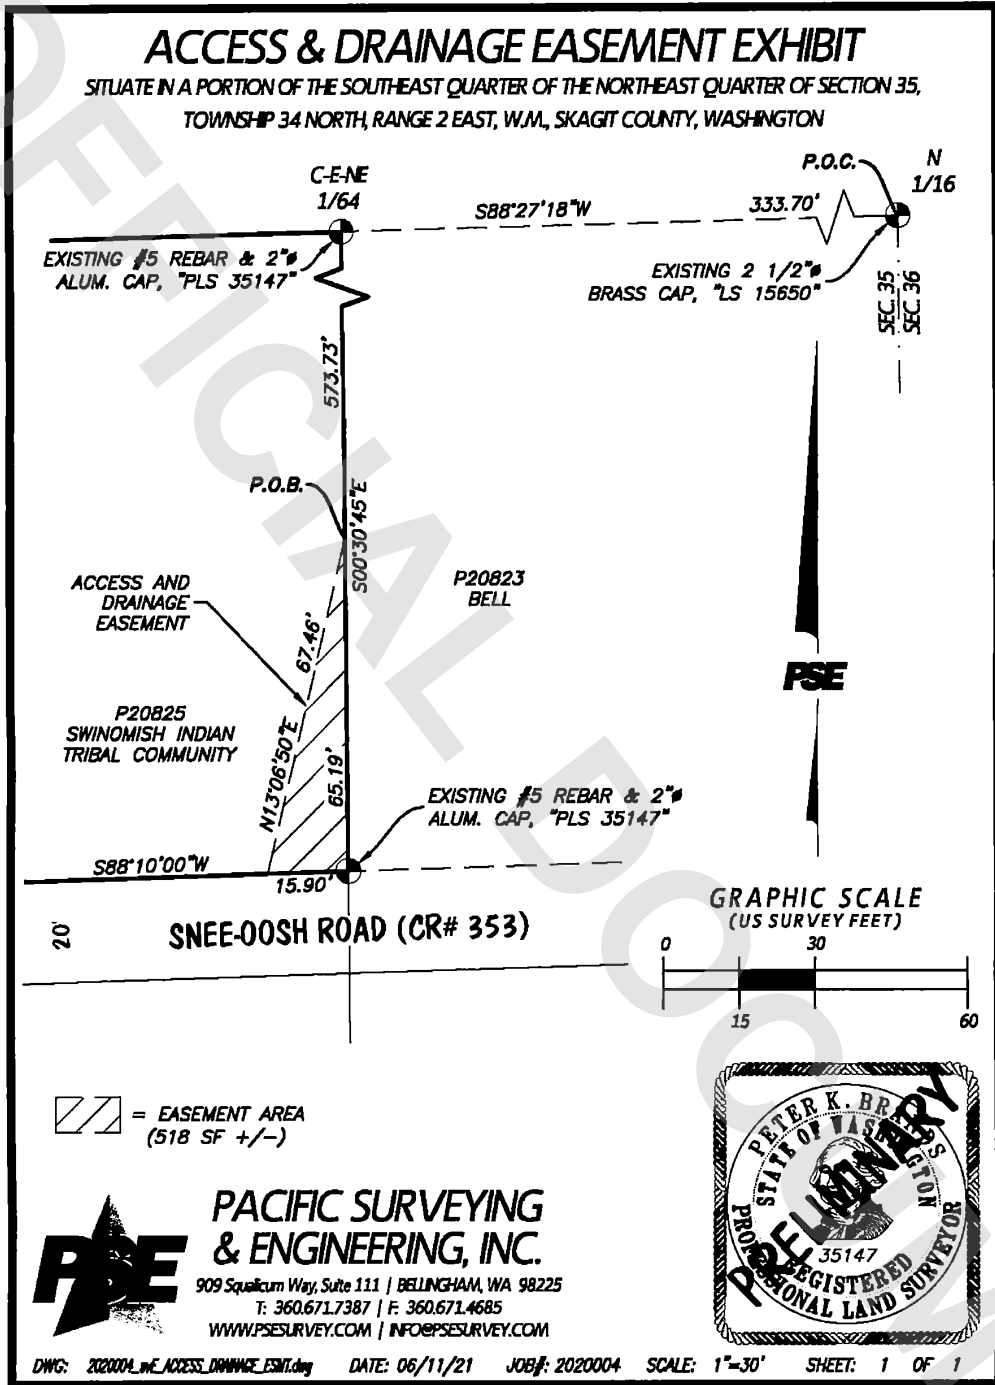 ACCESS & DRAINAGE EASEMENT EXHIBIT
SITUATE IN A PORTION OF THE SOUTHEAST QUARTER OF THE NORTHEAST QUARTER OF SECTION 35,
TOWNSHIP 34 NORTH, RANGE 2 EAST, W.M., SKAGIT COUNTY, WASHINGTON
C-E-NE
1/64
S88°27'18"W
333.70'
P.O.C.
N
1/16
EXISTING #5 REBAR & 2"ø
ALUM. CAP, "PLS 35147"
EXISTING 2 1/2"ø
BRASS CAP, "LS 15650"
SEC. 35
SEC. 36
573.73'
P.O.B.
S00°30'45"E
ACCESS AND
DRAINAGE
EASEMENT
P20823
BELL
67.46'
PSE
P20825
SWINOMISH INDIAN
TRIBAL COMMUNITY
N13°06'50"E
65.19'
EXISTING #5 REBAR & 2"ø
ALUM. CAP, "PLS 35147"
S88°10'00"W
15.90'
20'
SNEE-OOSH ROAD (CR# 353)
GRAPHIC SCALE
(US SURVEY FEET)
0 30
15 60
= EASEMENT AREA
(518 SF +/-)
PETER K. BRANDS
STATE OF WASHINGTON
35147
REGISTERED
PROFESSIONAL LAND SURVEYOR
PRELIMINARY
PSE
PACIFIC SURVEYING
& ENGINEERING, INC.
909 Squalicum Way, Suite 111 | BELLINGHAM, WA 98225
T: 360.671.7387 | F: 360.671.4685
WWW.PSESURVEY.COM | INFO@PSESURVEY.COM
DWG: 2020004_wE_ACCESS_DRAINAGE_ESMT.dwg DATE: 06/11/21 JOB#: 2020004 SCALE: 1"=30' SHEET: 1 OF 1
OFFICIAL DOCUM